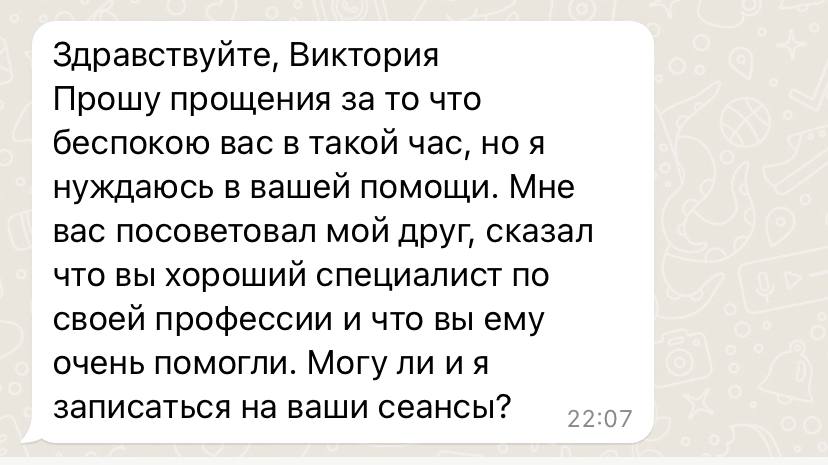 Здравствуйте, Виктория
Прошу прощения за то что
беспокою вас в такой час, но я
нуждаюсь в вашей помощи. Мне
вас посоветовал мой друг, сказал
что вы хороший специалист по
своей профессии и что вы ему
очень помогли. Могу ли и я
записаться на ваши сеансы?
22:07